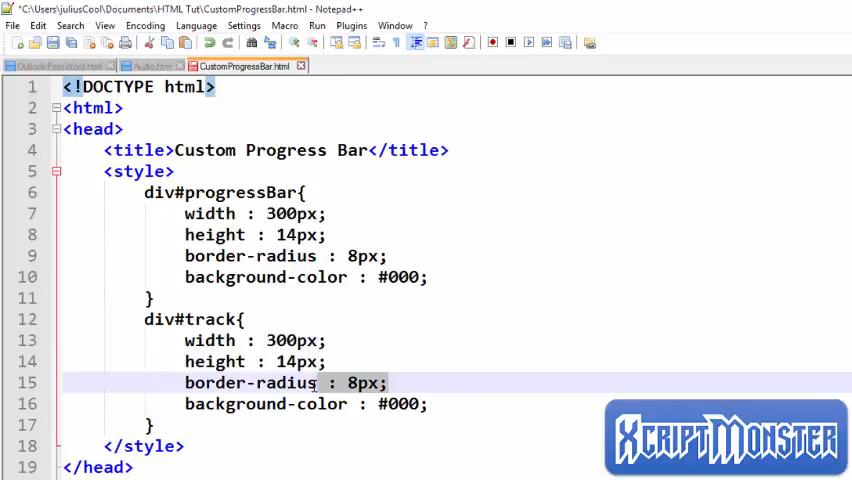 *C:\Users\juliusCool\Documents\HTML Tut\CustomProgressBar.html - Notepad++
File Edit Search View Encoding Language Settings Macro Run Plugins Window ?
OutlookPassWord.html Audio.html CustomProgressBar.html
1 <!DOCTYPE html>
2 <html>
3 <head>
4 <title>Custom Progress Bar</title>
5 <style>
6 div#progressBar{
7 width : 300px;
8 height : 14px;
9 border-radius : 8px;
10 background-color : #000;
11 }
12 div#track{
13 width : 300px;
14 height : 14px;
15 border-radius : 8px;
16 background-color : #000;
17 }
18 </style>
19 </head>
XCRIPTMONSTER